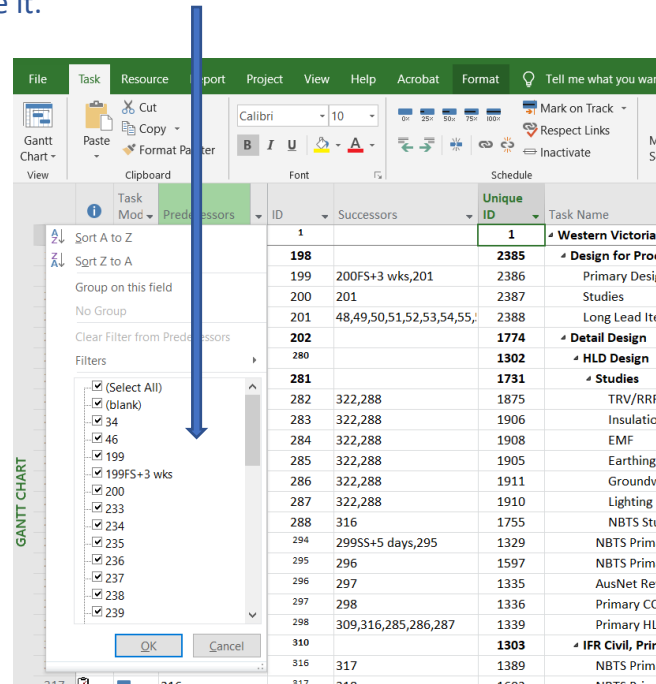 e it.
File Task Resource Report Project View Help Acrobat Format Tell me what you wan
Cut
Copy
Format Painter
Gantt
Chart
Paste
View
Clipboard
Calibri 10
B I U A
Font
0× 25× 50× 75× 100×
Mark on Track
Respect Links
Inactivate
Schedule
M
S
Task
Mod Predecessors ID Successors Unique
ID Task Name
Sort A to Z
Sort Z to A
Group on this field
No Group
Clear Filter from Predecessors
Filters
(Select All)
(blank)
34
46
199
199FS+3 wks
200
233
234
235
236
237
238
239
OK Cancel
GANTT CHART
1 1 Western Victoria
198 2385 Design for Pro
199 200FS+3 wks,201 2386 Primary Desi
200 201 2387 Studies
201 48,49,50,51,52,53,54,55, 2388 Long Lead Ite
202 1774 Detail Design
280 1302 HLD Design
281 1731 Studies
282 322,288 1875 TRV/RRF
283 322,288 1906 Insulatio
284 322,288 1908 EMF
285 322,288 1905 Earthing
286 322,288 1911 Groundv
287 322,288 1910 Lighting
288 316 1755 NBTS Stu
294 299SS+5 days,295 1329 NBTS Prim
295 296 1597 NBTS Prim
296 297 1335 AusNet Re
297 298 1336 Primary CC
298 309,316,285,286,287 1339 Primary HL
310 1303 IFR Civil, Prin
316 317 1389 NBTS Prim